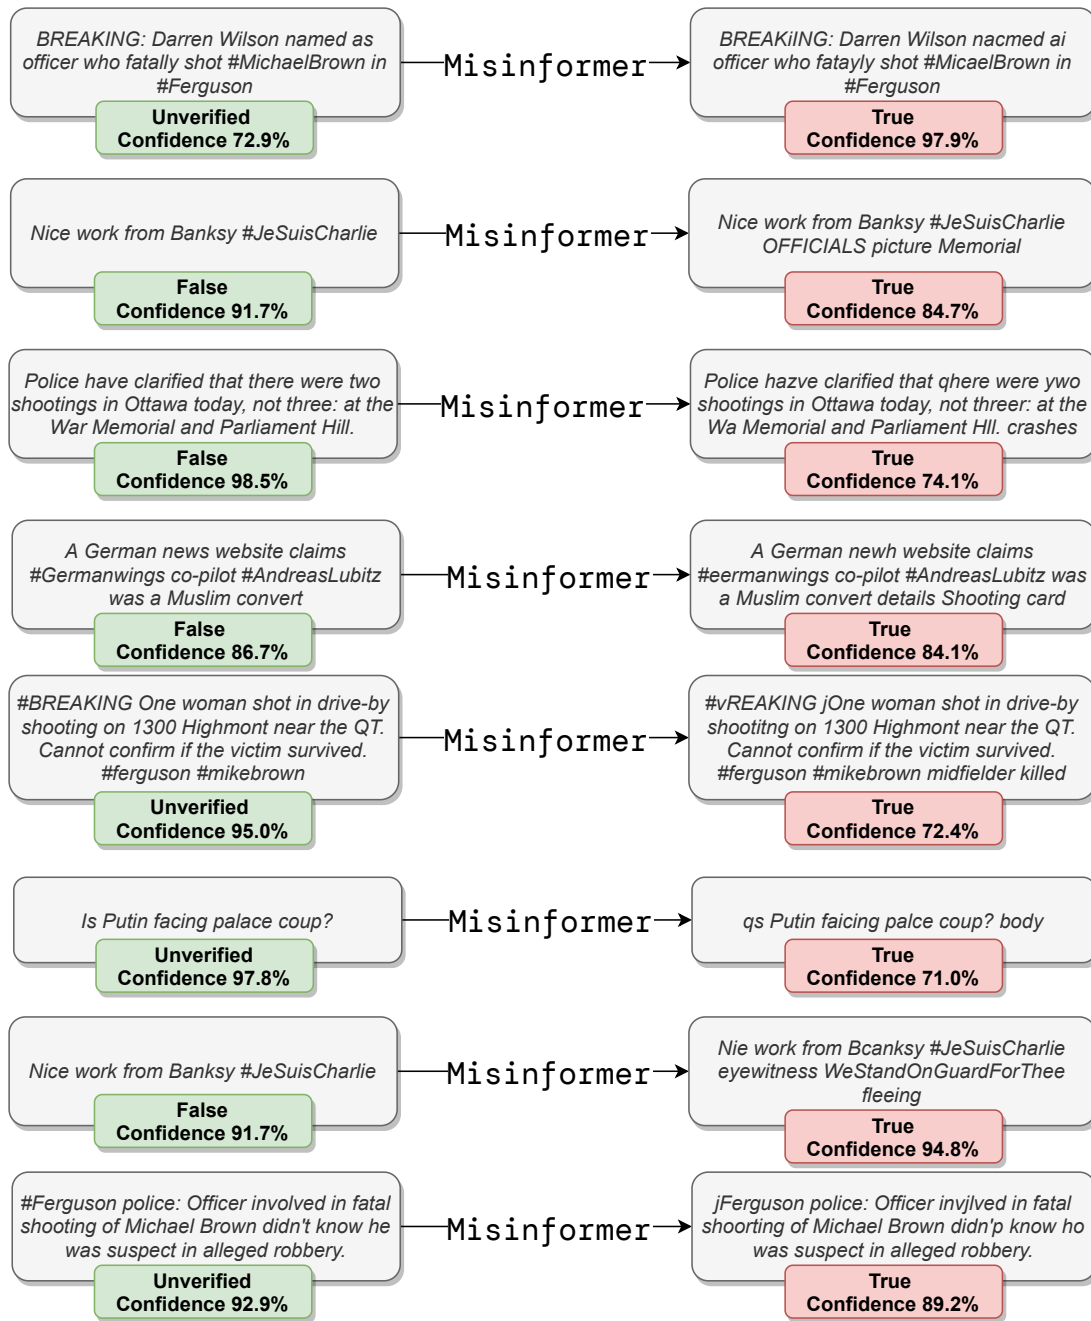 BREAKING: Darren Wilson named as
officer who fatally shot #MichaelBrown in
#Ferguson
Unverified
Confidence 72.9%
Misinformer
BREAKiING: Darren Wilson nacmed ai
officer who fatayly shot #MicaelBrown in
#Ferguson
True
Confidence 97.9%
Nice work from Banksy #JeSuisCharlie
False
Confidence 91.7%
Misinformer
Nice work from Banksy #JeSuisCharlie
OFFICIALS picture Memorial
True
Confidence 84.7%
Police have clarified that there were two
shootings in Ottawa today, not three: at the
War Memorial and Parliament Hill.
False
Confidence 98.5%
Misinformer
Police hazve clarified that qhere were ywo
shootings in Ottawa today, not threer: at the
Wa Memorial and Parliament Hll. crashes
True
Confidence 74.1%
A German news website claims
#Germanwings co-pilot #AndreasLubitz
was a Muslim convert
False
Confidence 86.7%
Misinformer
A German newh website claims
#eermanwings co-pilot #AndreasLubitz was
a Muslim convert details Shooting card
True
Confidence 84.1%
#BREAKING One woman shot in drive-by
shooting on 1300 Highmont near the QT.
Cannot confirm if the victim survived.
#ferguson #mikebrown
Unverified
Confidence 95.0%
Misinformer
#vREAKING jOne woman shot in drive-by
shootitng on 1300 Highmont near the QT.
Cannot confirm if the victim survived.
#ferguson #mikebrown midfielder killed
True
Confidence 72.4%
Is Putin facing palace coup?
Unverified
Confidence 97.8%
Misinformer
qs Putin faicing palce coup? body
True
Confidence 71.0%
Nice work from Banksy #JeSuisCharlie
False
Confidence 91.7%
Misinformer
Nie work from Bcanksy #JeSuisCharlie
eyewitness WeStandOnGuardForThee
fleeing
True
Confidence 94.8%
#Ferguson police: Officer involved in fatal
shooting of Michael Brown didn't know he
was suspect in alleged robbery.
Unverified
Confidence 92.9%
Misinformer
jFerguson police: Officer invjlved in fatal
shoorting of Michael Brown didn'p know ho
was suspect in alleged robbery.
True
Confidence 89.2%